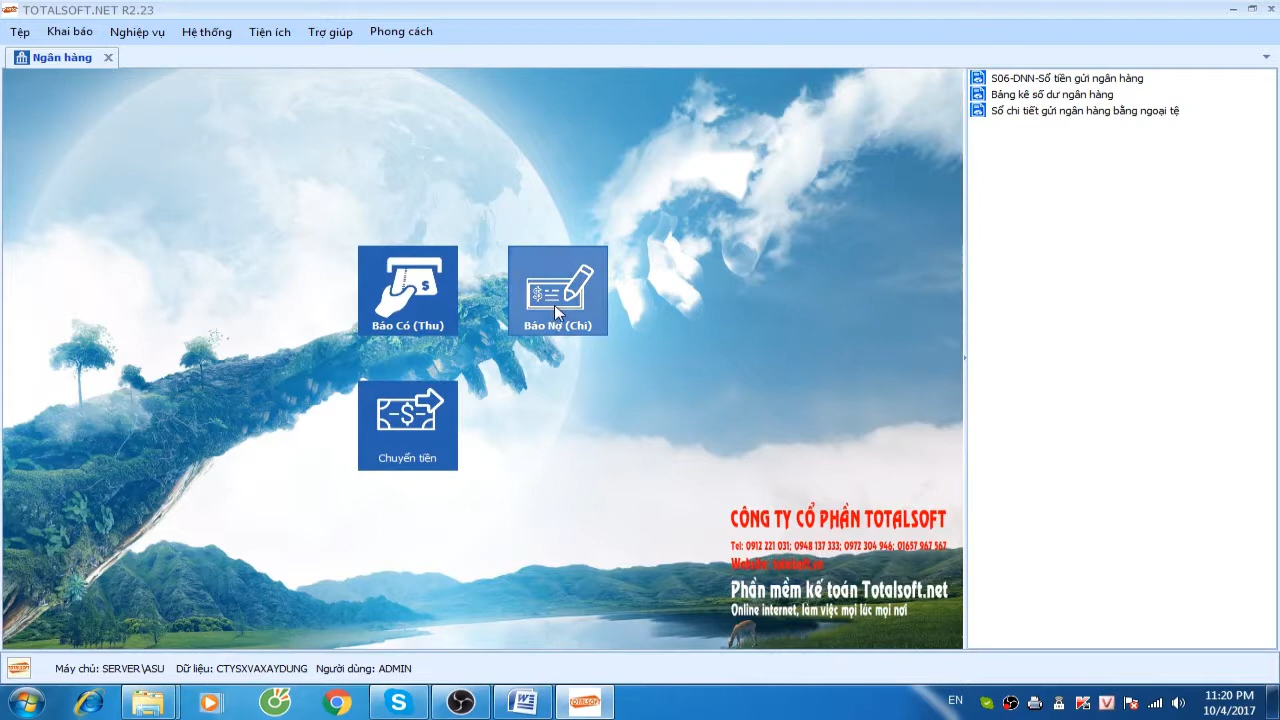 TOTALSOFT.NET R2.23
Tệp Khai báo Nghiệp vụ Hệ thống Tiện ích Trợ giúp Phong cách
Ngân hàng
S06-DNN-Sổ tiền gửi ngân hàng
Bảng kê số dư ngân hàng
Sổ chi tiết gửi ngân hàng bằng ngoại tệ
Báo Có (Thu)
Báo Nợ (Chi)
Chuyển tiền
CÔNG TY CỔ PHẦN TOTALSOFT
Tel: 0912 221 031; 0948 137 333; 0972 304 946; 01657 967 567
Website: totalsoft.vn
Phần mềm kế toán Totalsoft.net
Online internet, làm việc mọi lúc mọi nơi
TOTALSOFT Máy chủ: SERVER\ASU Dữ liệu: CTYSXVAXAYDUNG Người dùng: ADMIN
EN
11:20 PM
10/4/2017